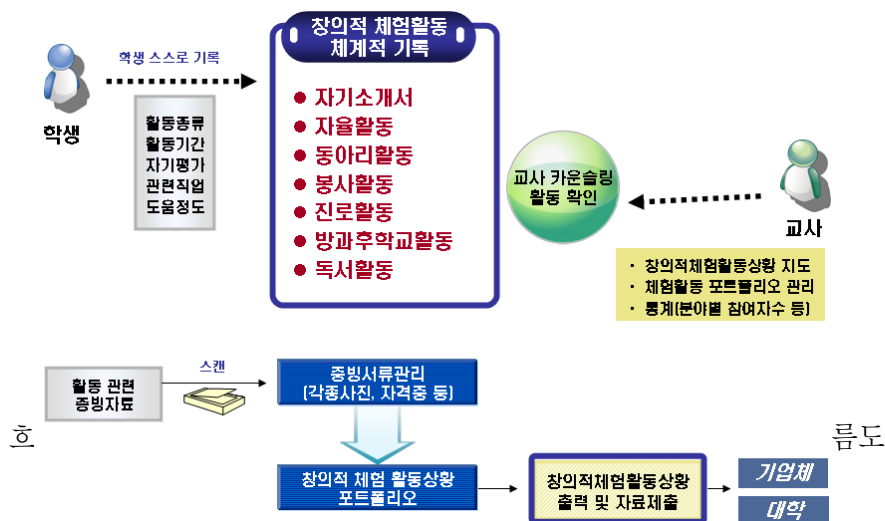 창의적 체험활동
체계적 기록
학생 스스로 기록
학생
활동종류
활동기간
자기평가
관련직업
도움정도
● 자기소개서
● 자율활동
● 동아리활동
● 봉사활동
● 진로활동
● 방과후학교활동
● 독서활동
교사 카운슬링
활동 확인
교사
· 창의적체험활동상황 지도
· 체험활동 포트폴리오 관리
· 통계(분야별 참여자수 등)
활동 관련
증빙자료
스캔
증빙서류관리
(각종사진, 자격증 등)
흐
름도
창의적 체험 활동상황
포트폴리오
창의적체험활동상황
출력 및 자료제출
기업체
대학